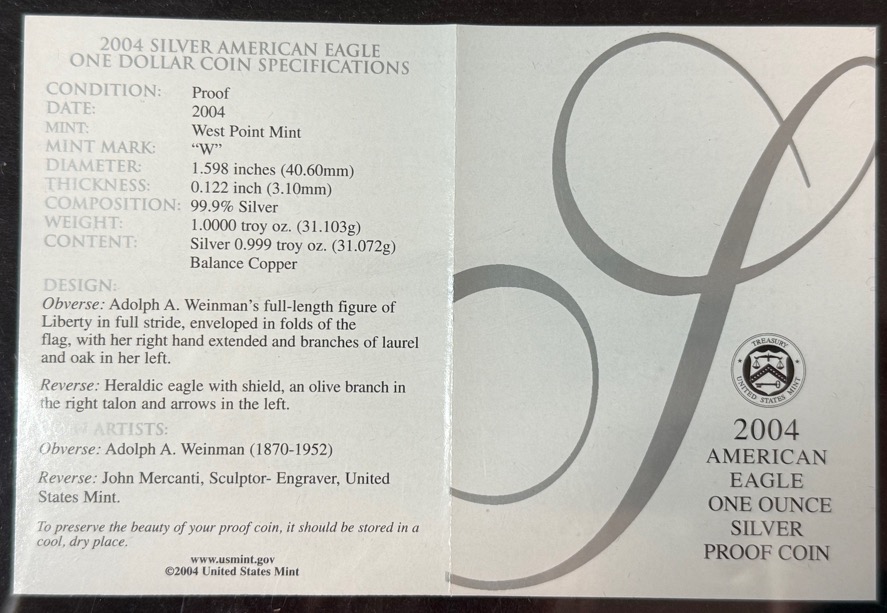 2004 SILVER AMERICAN EAGLE
ONE DOLLAR COIN SPECIFICATIONS
CONDITION: Proof
DATE: 2004
MINT: West Point Mint
MINT MARK: “W”
DIAMETER: 1.598 inches (40.60mm)
THICKNESS: 0.122 inch (3.10mm)
COMPOSITION: 99.9% Silver
WEIGHT: 1.0000 troy oz. (31.103g)
CONTENT: Silver 0.999 troy oz. (31.072g)
Balance Copper
DESIGN:
Obverse: Adolph A. Weinman’s full-length figure of
Liberty in full stride, enveloped in folds of the
flag, with her right hand extended and branches of laurel
and oak in her left.
Reverse: Heraldic eagle with shield, an olive branch in
the right talon and arrows in the left.
ARTISTS:
Obverse: Adolph A. Weinman (1870-1952)
Reverse: John Mercanti, Sculptor- Engraver, United
States Mint.
To preserve the beauty of your proof coin, it should be stored in a
cool, dry place.
www.usmint.gov
©2004 United States Mint
TREASURY
UNITED STATES MINT
2004
AMERICAN
EAGLE
ONE OUNCE
SILVER
PROOF COIN